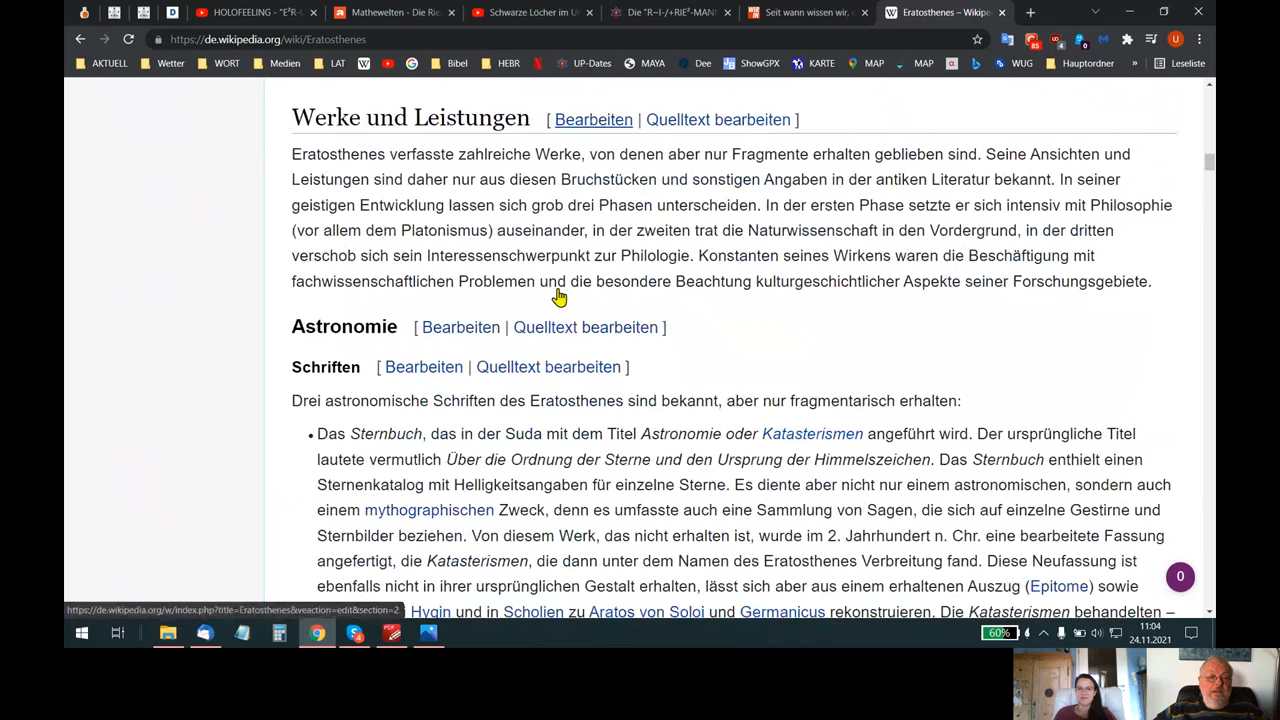 HOLOFEELING - "E²R-U
Mathewelten - Die Rie
Schwarze Löcher im Un
Die "R~I-/+RIE²-MANN
Seit wann wissen wir,
Eratosthenes – Wikipe
https://de.wikipedia.org/wiki/Eratosthenes
85
4
0
U
AKTUELL
Wetter
WORT
Medien
LAT
Bibel
HEBR
UP-Dates
MAYA
Dee
ShowGPX
KARTE
MAP
MAP
WUG
Hauptordner
»
Leseliste
Werke und Leistungen [ Bearbeiten | Quelltext bearbeiten ]
Eratosthenes verfasste zahlreiche Werke, von denen aber nur Fragmente erhalten geblieben sind. Seine Ansichten und
Leistungen sind daher nur aus diesen Bruchstücken und sonstigen Angaben in der antiken Literatur bekannt. In seiner
geistigen Entwicklung lassen sich grob drei Phasen unterscheiden. In der ersten Phase setzte er sich intensiv mit Philosophie
(vor allem dem Platonismus) auseinander, in der zweiten trat die Naturwissenschaft in den Vordergrund, in der dritten
verschob sich sein Interessenschwerpunkt zur Philologie. Konstanten seines Wirkens waren die Beschäftigung mit
fachwissenschaftlichen Problemen und die besondere Beachtung kulturgeschichtlicher Aspekte seiner Forschungsgebiete.
Astronomie [ Bearbeiten | Quelltext bearbeiten ]
Schriften [ Bearbeiten | Quelltext bearbeiten ]
Drei astronomische Schriften des Eratosthenes sind bekannt, aber nur fragmentarisch erhalten:
• Das Sternbuch, das in der Suda mit dem Titel Astronomie oder Katasterismen angeführt wird. Der ursprüngliche Titel
lautete vermutlich Über die Ordnung der Sterne und den Ursprung der Himmelszeichen. Das Sternbuch enthielt einen
Sternenkatalog mit Helligkeitsangaben für einzelne Sterne. Es diente aber nicht nur einem astronomischen, sondern auch
einem mythographischen Zweck, denn es umfasste auch eine Sammlung von Sagen, die sich auf einzelne Gestirne und
Sternbilder beziehen. Von diesem Werk, das nicht erhalten ist, wurde im 2. Jahrhundert n. Chr. eine bearbeitete Fassung
angefertigt, die Katasterismen, die dann unter dem Namen des Eratosthenes Verbreitung fand. Diese Neufassung ist
ebenfalls nicht in ihrer ursprünglichen Gestalt erhalten, lässt sich aber aus einem erhaltenen Auszug (Epitome) sowie
0
https://de.wikipedia.org/w/index.php?title=Eratosthenes&veaction=edit&section=2
Hygin und in Scholien zu Aratos von Soloi und Germanicus rekonstruieren. Die Katasterismen behandelten –
60%
11:04
24.11.2021